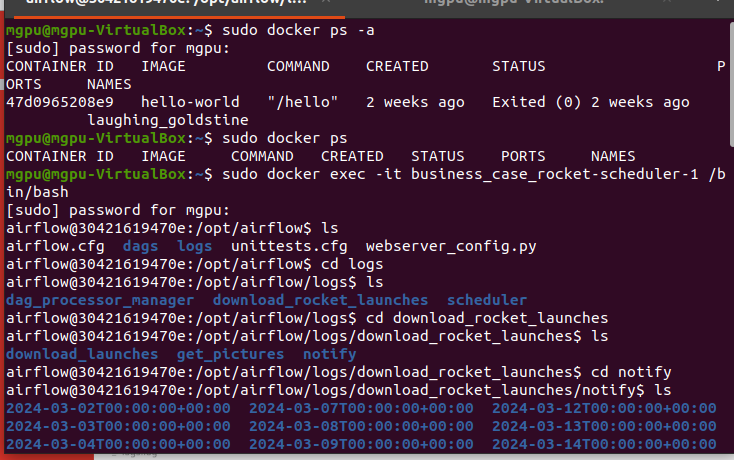 airflow@30421619470e: /opt/airflow/l…
mgpu@mgpu-VirtualBox:
mgpu@mgpu-VirtualBox:~$ sudo docker ps -a
[sudo] password for mgpu:
CONTAINER ID   IMAGE         COMMAND    CREATED       STATUS                   P
ORTS     NAMES
47d0965208e9   hello-world   "/hello"   2 weeks ago   Exited (0) 2 weeks ago
         laughing_goldstine
mgpu@mgpu-VirtualBox:~$ sudo docker ps
CONTAINER ID   IMAGE     COMMAND   CREATED   STATUS    PORTS     NAMES
mgpu@mgpu-VirtualBox:~$ sudo docker exec -it business_case_rocket-scheduler-1 /b
in/bash
[sudo] password for mgpu:
airflow@30421619470e:/opt/airflow$ ls
airflow.cfg  dags  logs  unittests.cfg  webserver_config.py
airflow@30421619470e:/opt/airflow$ cd logs
airflow@30421619470e:/opt/airflow/logs$ ls
dag_processor_manager  download_rocket_launches  scheduler
airflow@30421619470e:/opt/airflow/logs$ cd download_rocket_launches
airflow@30421619470e:/opt/airflow/logs/download_rocket_launches$ ls
download_launches  get_pictures  notify
airflow@30421619470e:/opt/airflow/logs/download_rocket_launches$ cd notify
airflow@30421619470e:/opt/airflow/logs/download_rocket_launches/notify$ ls
2024-03-02T00:00:00+00:00  2024-03-07T00:00:00+00:00  2024-03-12T00:00:00+00:00
2024-03-03T00:00:00+00:00  2024-03-08T00:00:00+00:00  2024-03-13T00:00:00+00:00
2024-03-04T00:00:00+00:00  2024-03-09T00:00:00+00:00  2024-03-14T00:00:00+00:00